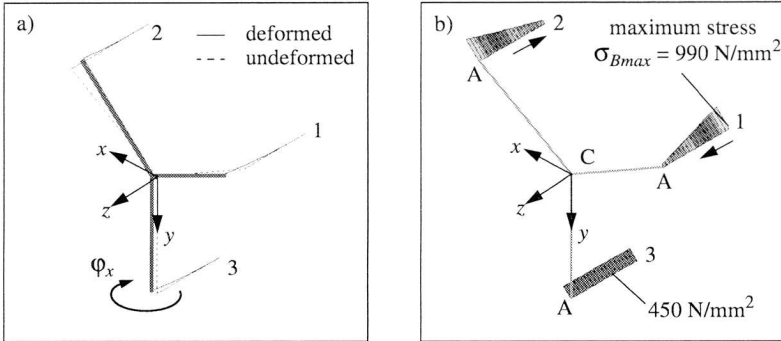 a)
2
deformed
undeformed
1
x
z
y
3
φx
b)
2
maximum stress
σBmax = 990 N/mm²
A
1
x
C
z
A
y
3
A
450 N/mm²